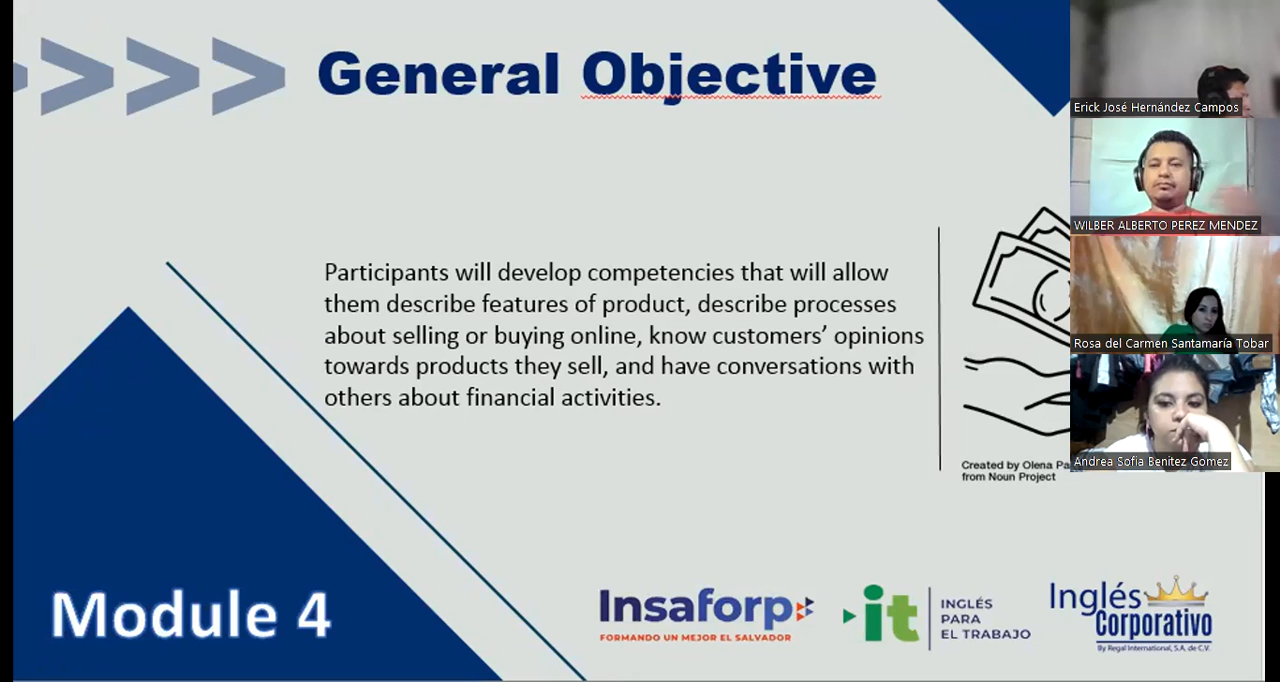 General Objective
Erick José Hernández Campos
WILBER ALBERTO PEREZ MENDEZ
Participants will develop competencies that will allow
them describe features of product, describe processes
about selling or buying online, know customers’ opinions
towards products they sell, and have conversations with
others about financial activities.
Rosa del Carmen Santamaría Tobar
Andrea Sofia Benitez Gomez
Created by Olena
from Noun Project
Module 4
Insaforp
FORMANDO UN MEJOR EL SALVADOR
it
INGLÉS
PARA
EL TRABAJO
Inglés
Corporativo
By Regal International, S.A. de C.V.